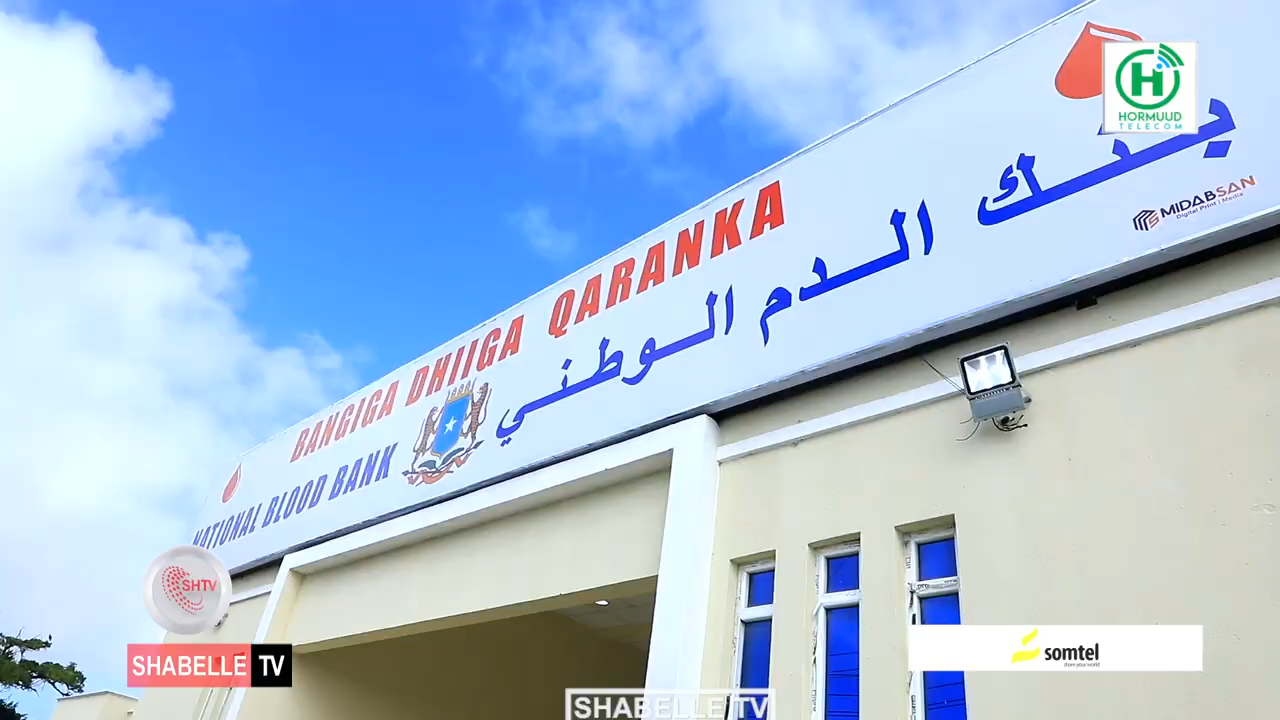 BANGIGA DHIIGA QARANKA
NATIONAL BLOOD BANK
بنك الدم الوطني
HORMUUD
TELECOM
MIDABSAN
Digital Print | Media
SHTV
SHABELLE TV
somtel
SHABELLE TV